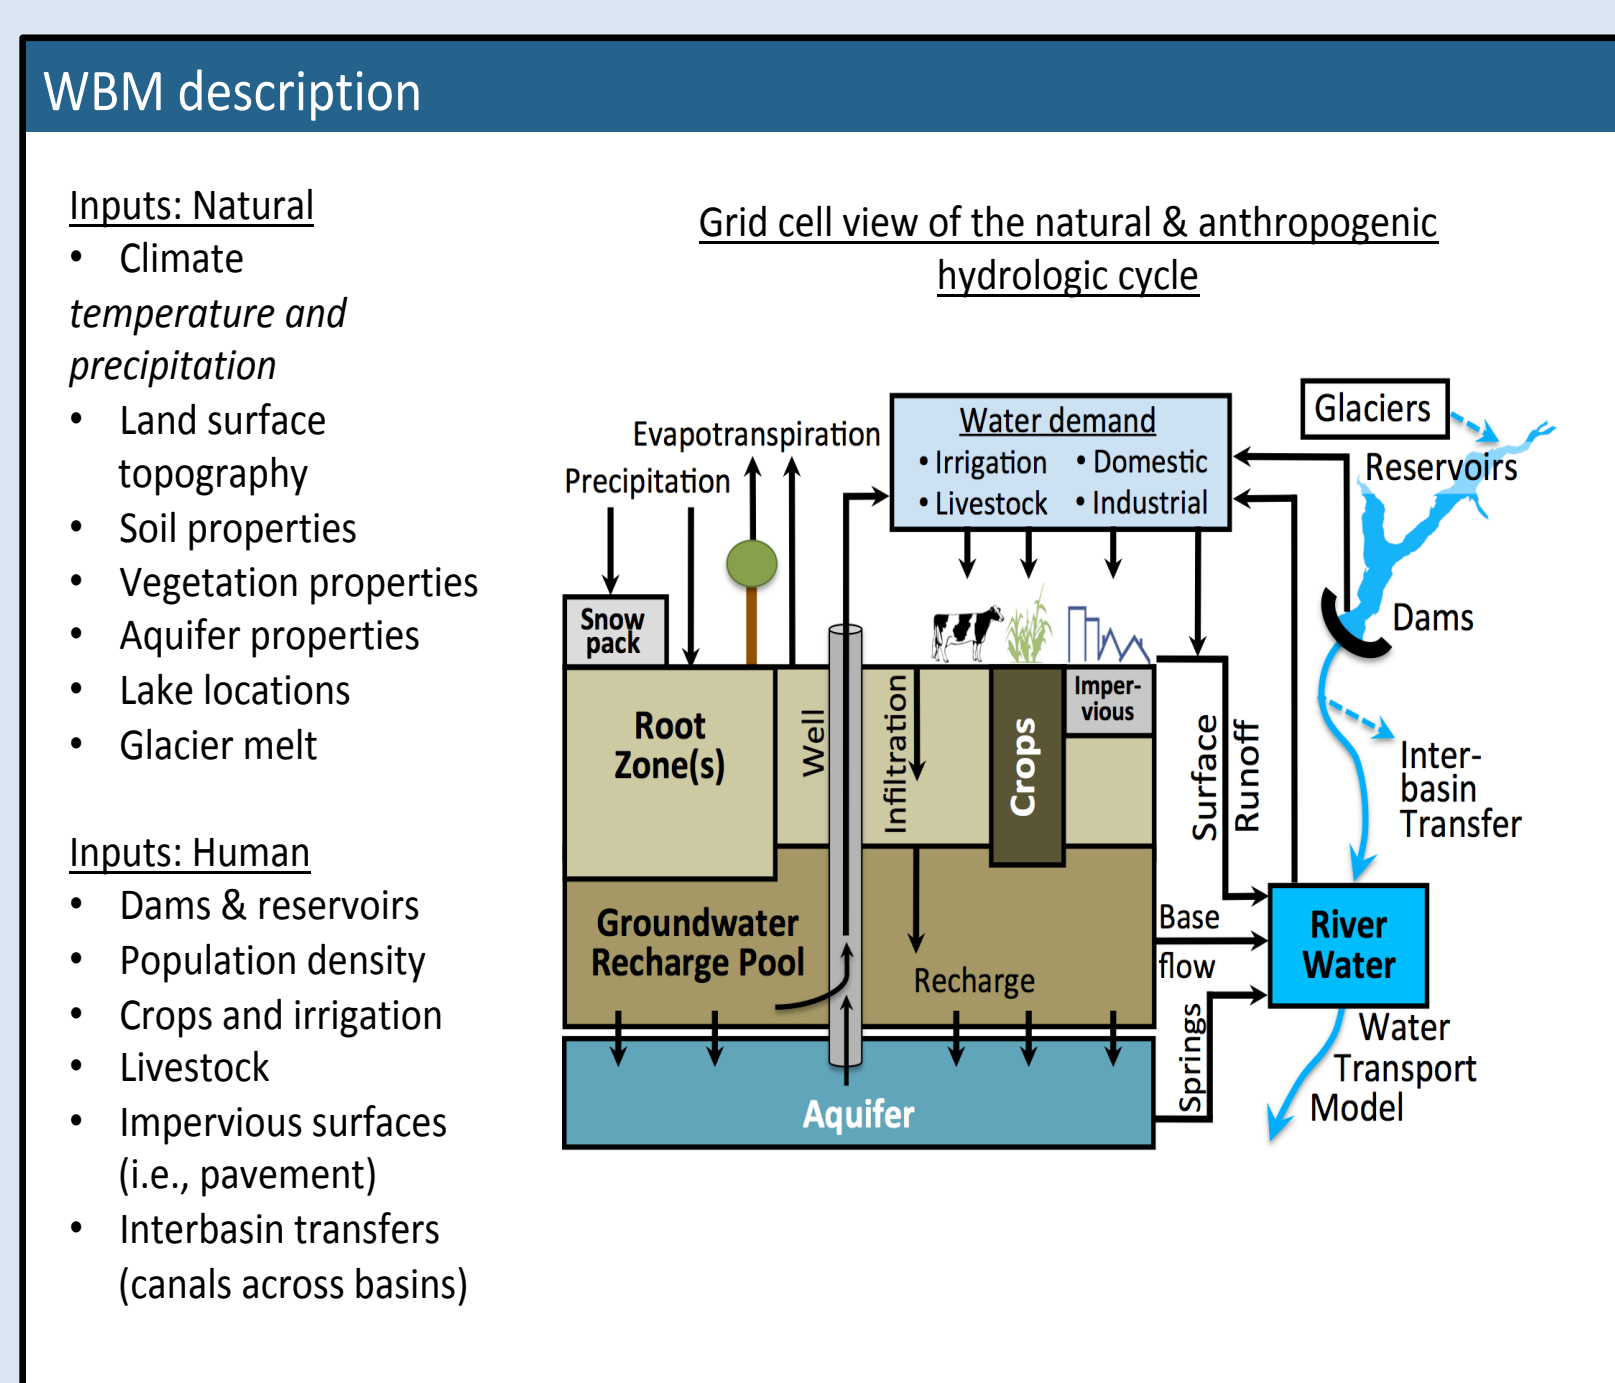 WBM description
Inputs: Natural
• Climate
temperature and
precipitation
• Land surface
topography
• Soil properties
• Vegetation properties
• Aquifer properties
• Lake locations
• Glacier melt
Inputs: Human
• Dams & reservoirs
• Population density
• Crops and irrigation
• Livestock
• Impervious surfaces
(i.e., pavement)
• Interbasin transfers
(canals across basins)
Grid cell view of the natural & anthropogenic
hydrologic cycle
Evapotranspiration
Precipitation
Water demand
• Irrigation • Domestic
• Livestock • Industrial
Glaciers
Reservoirs
Dams
Snow
pack
Root
Zone(s)
Well
Infiltration
Crops
Imper-
vious
Surface
Runoff
Inter-
basin
Transfer
Groundwater
Recharge Pool
Recharge
Base
flow
River
Water
Springs
Aquifer
Water
Transport
Model